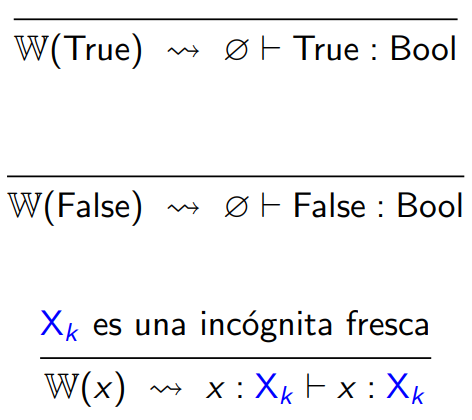 𝕎(True) ⇝ ∅ ⊢ True : Bool
𝕎(False) ⇝ ∅ ⊢ False : Bool
Xₖ es una incógnita fresca
𝕎(x) ⇝ x : Xₖ ⊢ x : Xₖ